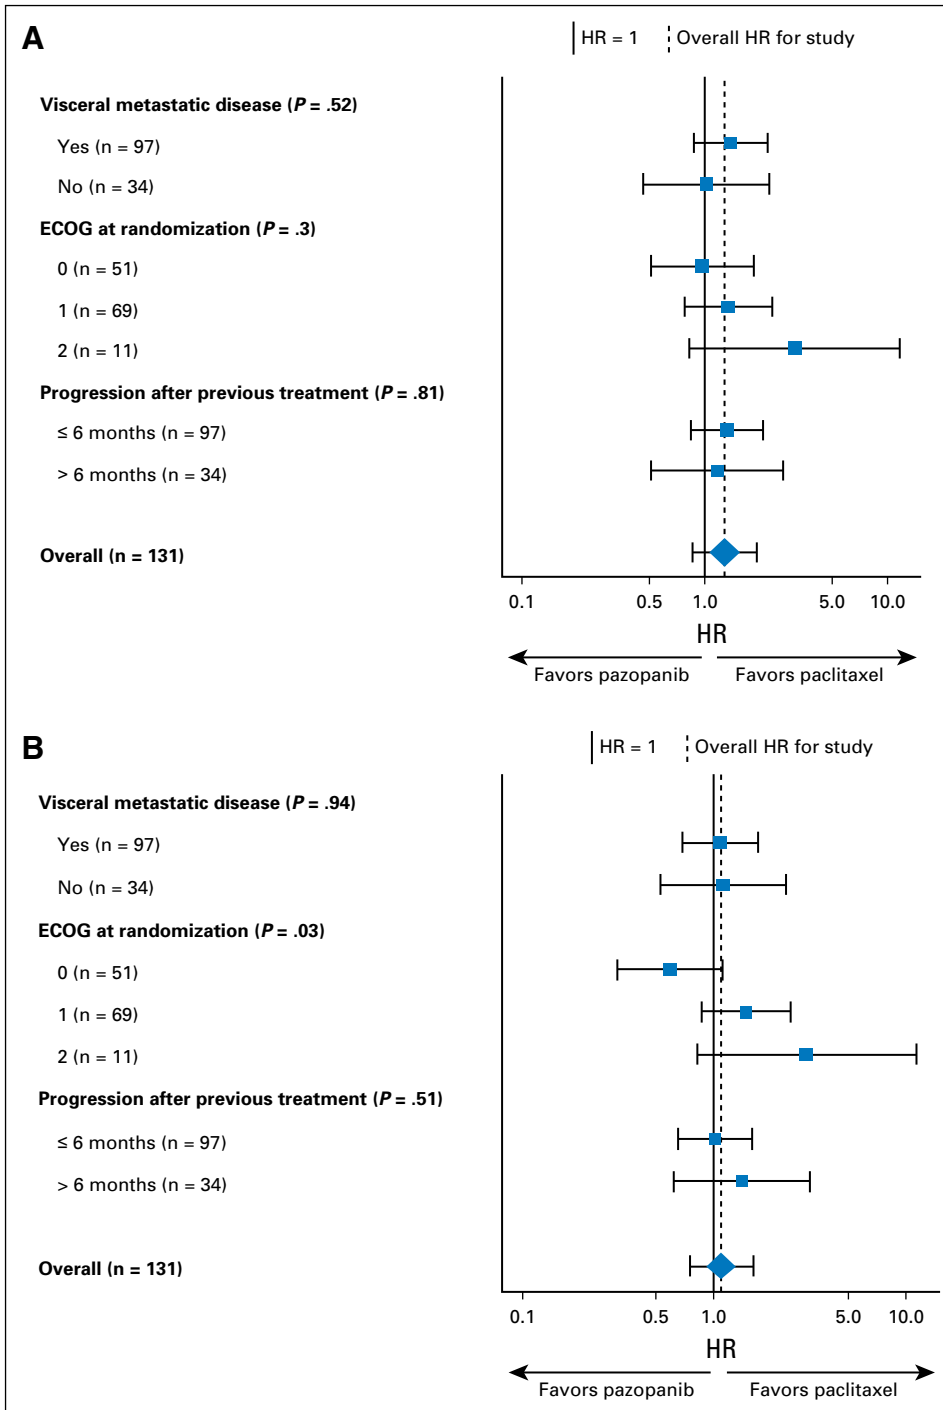 A
HR = 1 Overall HR for study
Visceral metastatic disease (P = .52)
Yes (n = 97)
No (n = 34)
ECOG at randomization (P = .3)
0 (n = 51)
1 (n = 69)
2 (n = 11)
Progression after previous treatment (P = .81)
≤ 6 months (n = 97)
> 6 months (n = 34)
Overall (n = 131)
0.1 0.5 1.0 5.0 10.0
HR
Favors pazopanib Favors paclitaxel
B
HR = 1 Overall HR for study
Visceral metastatic disease (P = .94)
Yes (n = 97)
No (n = 34)
ECOG at randomization (P = .03)
0 (n = 51)
1 (n = 69)
2 (n = 11)
Progression after previous treatment (P = .51)
≤ 6 months (n = 97)
> 6 months (n = 34)
Overall (n = 131)
0.1 0.5 1.0 5.0 10.0
HR
Favors pazopanib Favors paclitaxel